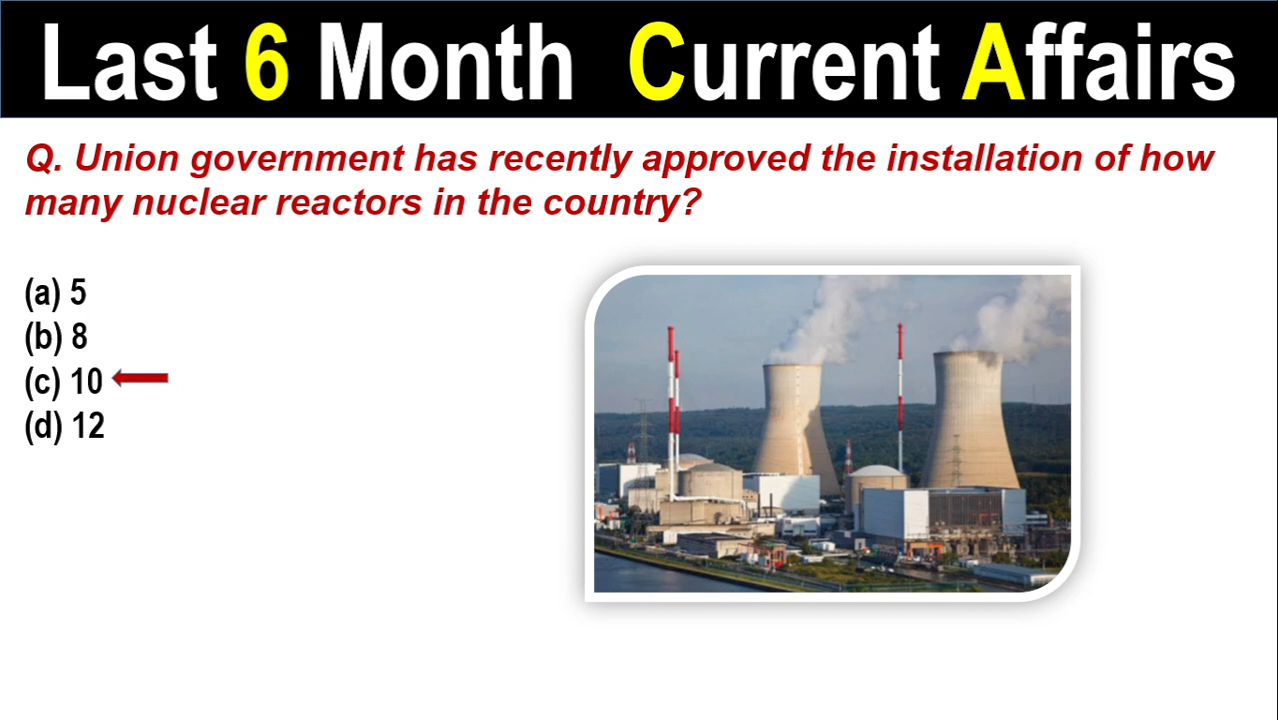 Last 6 Month Current Affairs
Q. Union government has recently approved the installation of how
many nuclear reactors in the country?
(a) 5
(b) 8
(c) 10
(d) 12